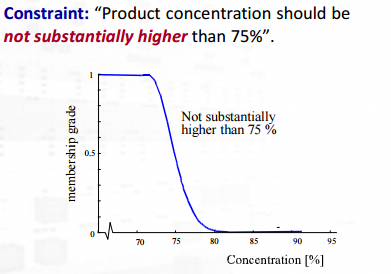 Constraint: “Product concentration should be
not substantially higher than 75%”.
1
Not substantially
higher than 75 %
membership grade
0.5
0
70 75 80 85 90 95
Concentration [%]